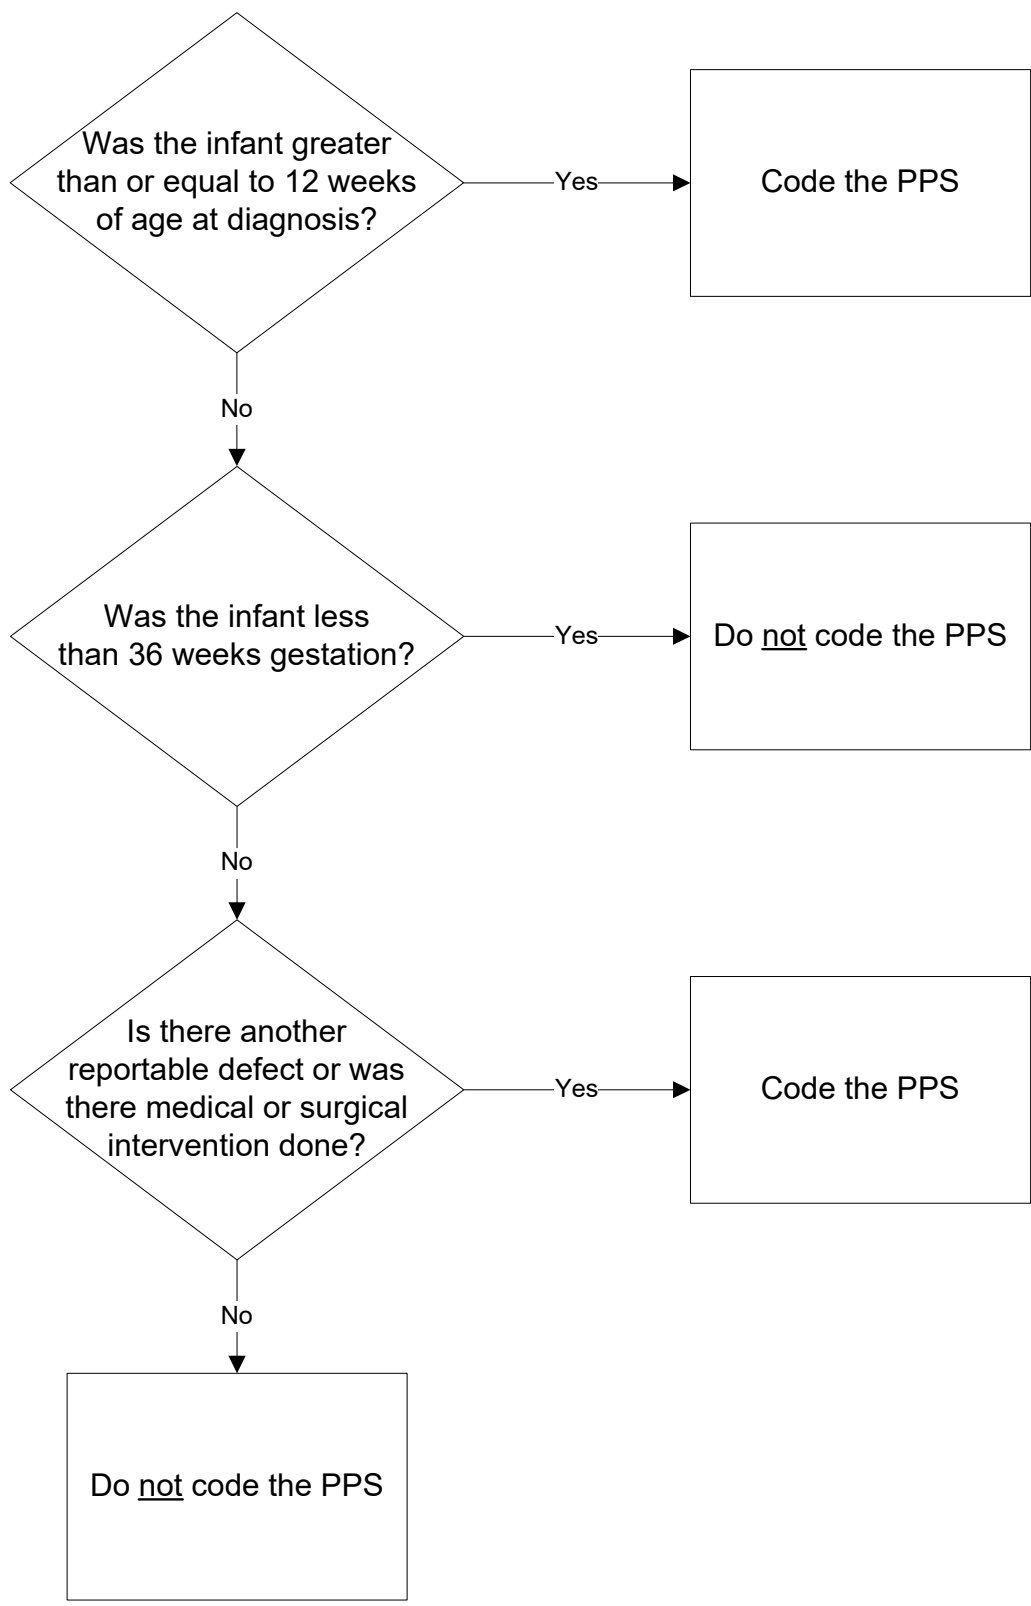 Was the infant greater
than or equal to 12 weeks
of age at diagnosis?
Yes
Code the PPS
No
Was the infant less
than 36 weeks gestation?
Yes
Do not code the PPS
No
Is there another
reportable defect or was
there medical or surgical
intervention done?
Yes
Code the PPS
No
Do not code the PPS